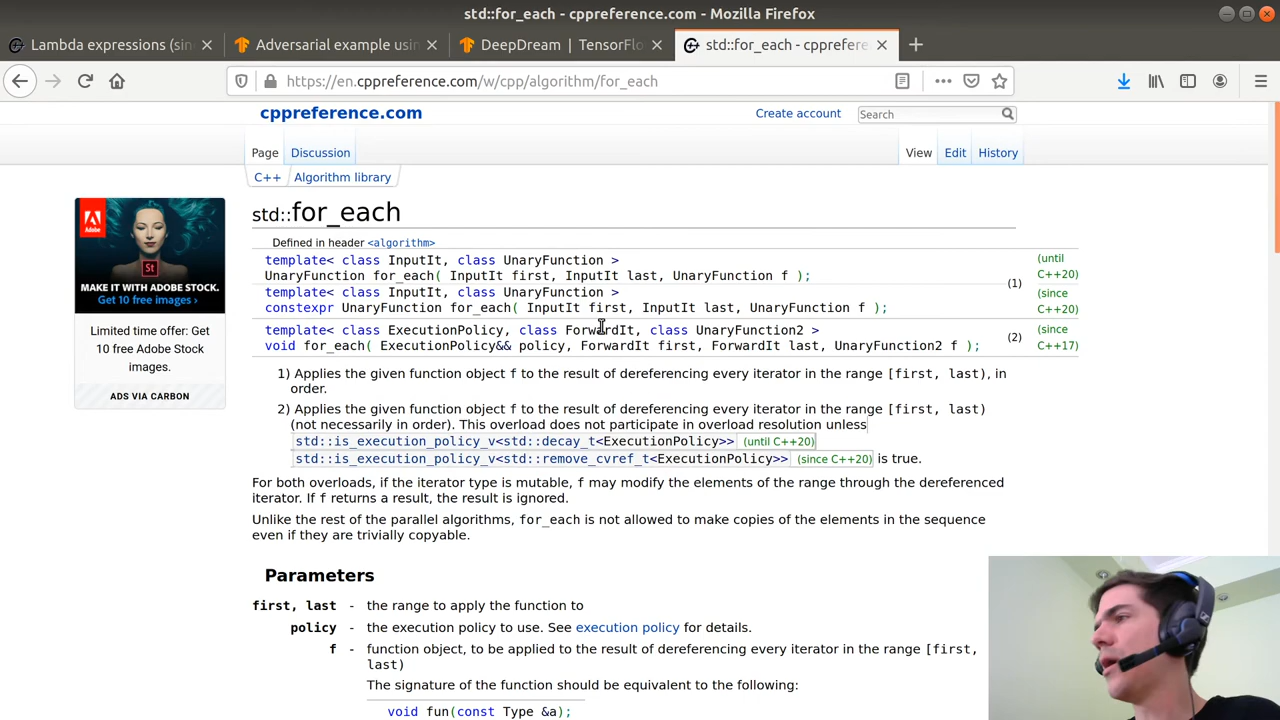 std::for_each - cppreference.com - Mozilla Firefox
Lambda expressions (sin
Adversarial example usin
DeepDream | TensorFlo
std::for_each - cppreferen
https://en.cppreference.com/w/cpp/algorithm/for_each
cppreference.com
Create account
Search
Page
Discussion
View
Edit
History
C++
Algorithm library
std::for_each
Defined in header <algorithm>
template< class InputIt, class UnaryFunction >
UnaryFunction for_each( InputIt first, InputIt last, UnaryFunction f );
(until
C++20)
(1)
template< class InputIt, class UnaryFunction >
constexpr UnaryFunction for_each( InputIt first, InputIt last, UnaryFunction f );
(since
C++20)
template< class ExecutionPolicy, class ForwardIt, class UnaryFunction2 >
void for_each( ExecutionPolicy&& policy, ForwardIt first, ForwardIt last, UnaryFunction2 f );
(2)
(since
C++17)
1) Applies the given function object f to the result of dereferencing every iterator in the range [first, last), in
order.
2) Applies the given function object f to the result of dereferencing every iterator in the range [first, last)
(not necessarily in order). This overload does not participate in overload resolution unless
std::is_execution_policy_v<std::decay_t<ExecutionPolicy>> (until C++20)
std::is_execution_policy_v<std::remove_cvref_t<ExecutionPolicy>> (since C++20) is true.
For both overloads, if the iterator type is mutable, f may modify the elements of the range through the dereferenced
iterator. If f returns a result, the result is ignored.
Unlike the rest of the parallel algorithms, for_each is not allowed to make copies of the elements in the sequence
even if they are trivially copyable.
Parameters
first, last - the range to apply the function to
policy - the execution policy to use. See execution policy for details.
f - function object, to be applied to the result of dereferencing every iterator in the range [first,
last)
The signature of the function should be equivalent to the following:
void fun(const Type &a);
Adobe
St
MAKE IT WITH ADOBE STOCK.
Get 10 free images ›
Limited time offer: Get
10 free Adobe Stock
images.
ADS VIA CARBON